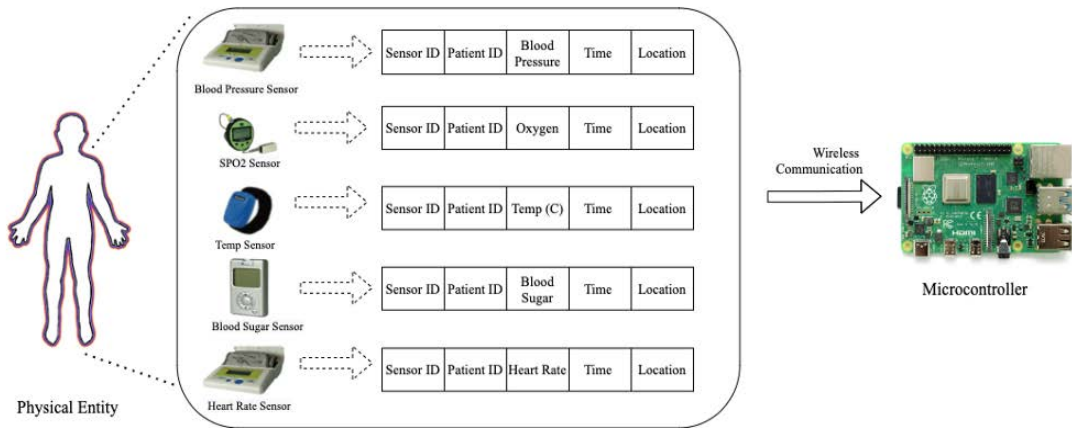 Sensor ID Patient ID Blood Pressure Time Location
Blood Pressure Sensor
Sensor ID Patient ID Oxygen Time Location
SPO2 Sensor
Sensor ID Patient ID Temp (C) Time Location
Temp Sensor
Sensor ID Patient ID Blood Sugar Time Location
Blood Sugar Sensor
Sensor ID Patient ID Heart Rate Time Location
Heart Rate Sensor
Physical Entity
Wireless
Communication
HDMI
Microcontroller